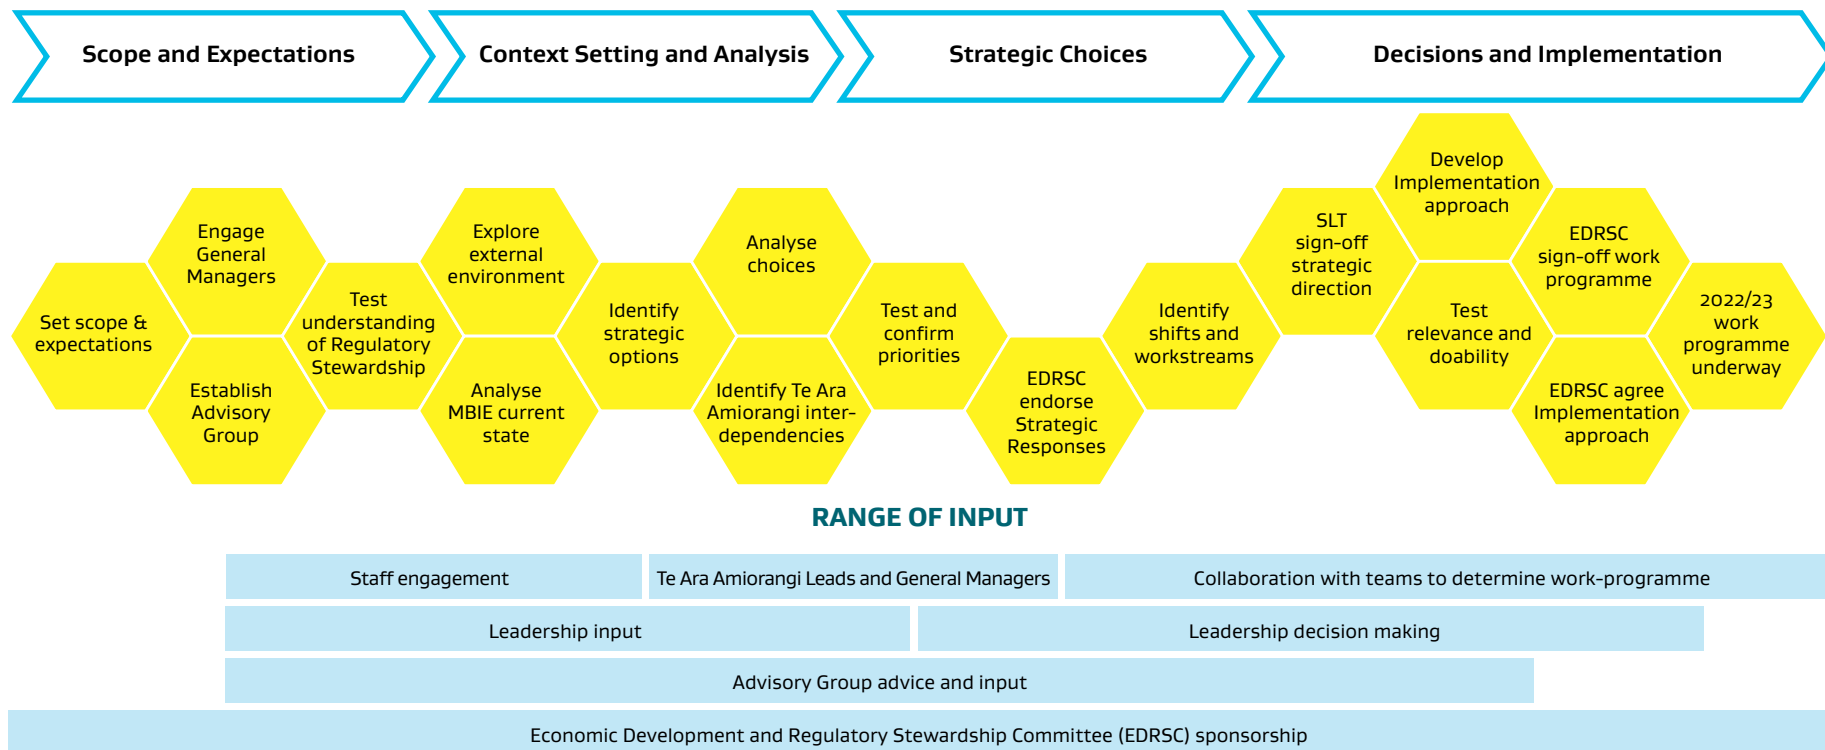 Scope and Expectations
Context Setting and Analysis
Strategic Choices
Decisions and Implementation
Set scope &
expectations
Engage
General
Managers
Establish
Advisory
Group
Test
understanding
of Regulatory
Stewardship
Explore
external
environment
Analyse
MBIE current
state
Identify
strategic
options
Analyse
choices
Identify Te Ara
Amiorangi inter-
dependencies
Test and
confirm
priorities
EDRSC
endorse
Strategic
Responses
Identify
shifts and
workstreams
SLT
sign-off
strategic
direction
Develop
Implementation
approach
Test
relevance and
doability
EDRSC
sign-off work
programme
EDRSC agree
Implementation
approach
2022/23
work
programme
underway
RANGE OF INPUT
Staff engagement
Te Ara Amiorangi Leads and General Managers
Collaboration with teams to determine work-programme
Leadership input
Leadership decision making
Advisory Group advice and input
Economic Development and Regulatory Stewardship Committee (EDRSC) sponsorship